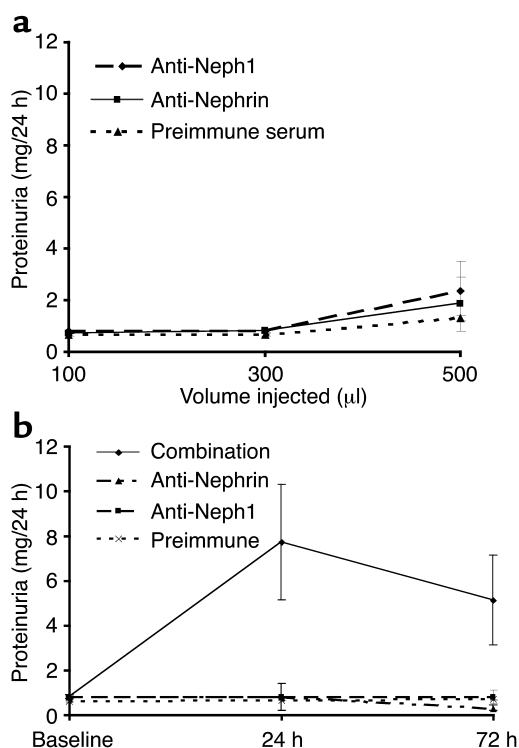 a
12
10
8
6
4
2
0
Proteinuria (mg/24 h)
Anti-Neph1
Anti-Nephrin
Preimmune serum
100
300
500
Volume injected (μl)
b
12
10
8
6
4
2
0
Proteinuria (mg/24 h)
Combination
Anti-Nephrin
Anti-Neph1
Preimmune
Baseline
24 h
72 h